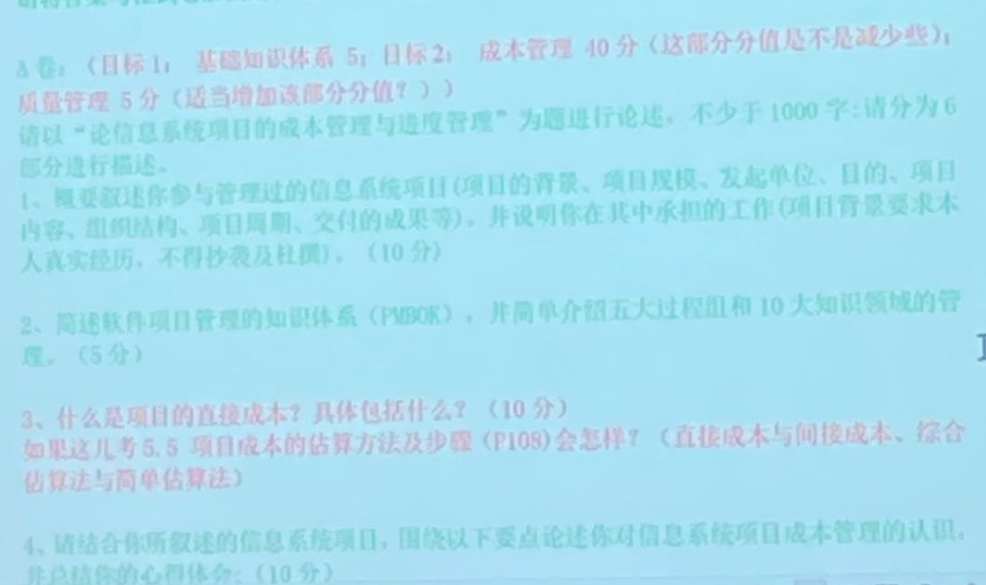 A 卷:(目标 1: 基础知识体系 5; 目标 2: 成本管理 40 分(这部分分值是不是减少些);
质量管理 5 分(适当增加该部分分值?))
请以“论信息系统项目的成本管理与进度管理”为题进行论述,不少于 1000 字:请分为 6
部分进行描述。
1、概要叙述你参与管理过的信息系统项目(项目的背景、项目规模、发起单位、目的、项目
内容、组织结构、项目周期、交付的成果等),并说明你在其中承担的工作(项目背景要求本
人真实经历,不得抄袭及杜撰)。(10 分)
2、简述软件项目管理的知识体系(PMBOK),并简单介绍五大过程组和 10 大知识领域的管
理。(5 分)
3、什么是项目的直接成本?具体包括什么?(10 分)
如果这儿考 5.5 项目成本的估算方法及步骤(P108)会怎样?(直接成本与间接成本、综合
估算法与简单估算法)
4、请结合你所叙述的信息系统项目,围绕以下要点论述你对信息系统项目成本管理的认识,
并总结你的心得体会:(10 分)